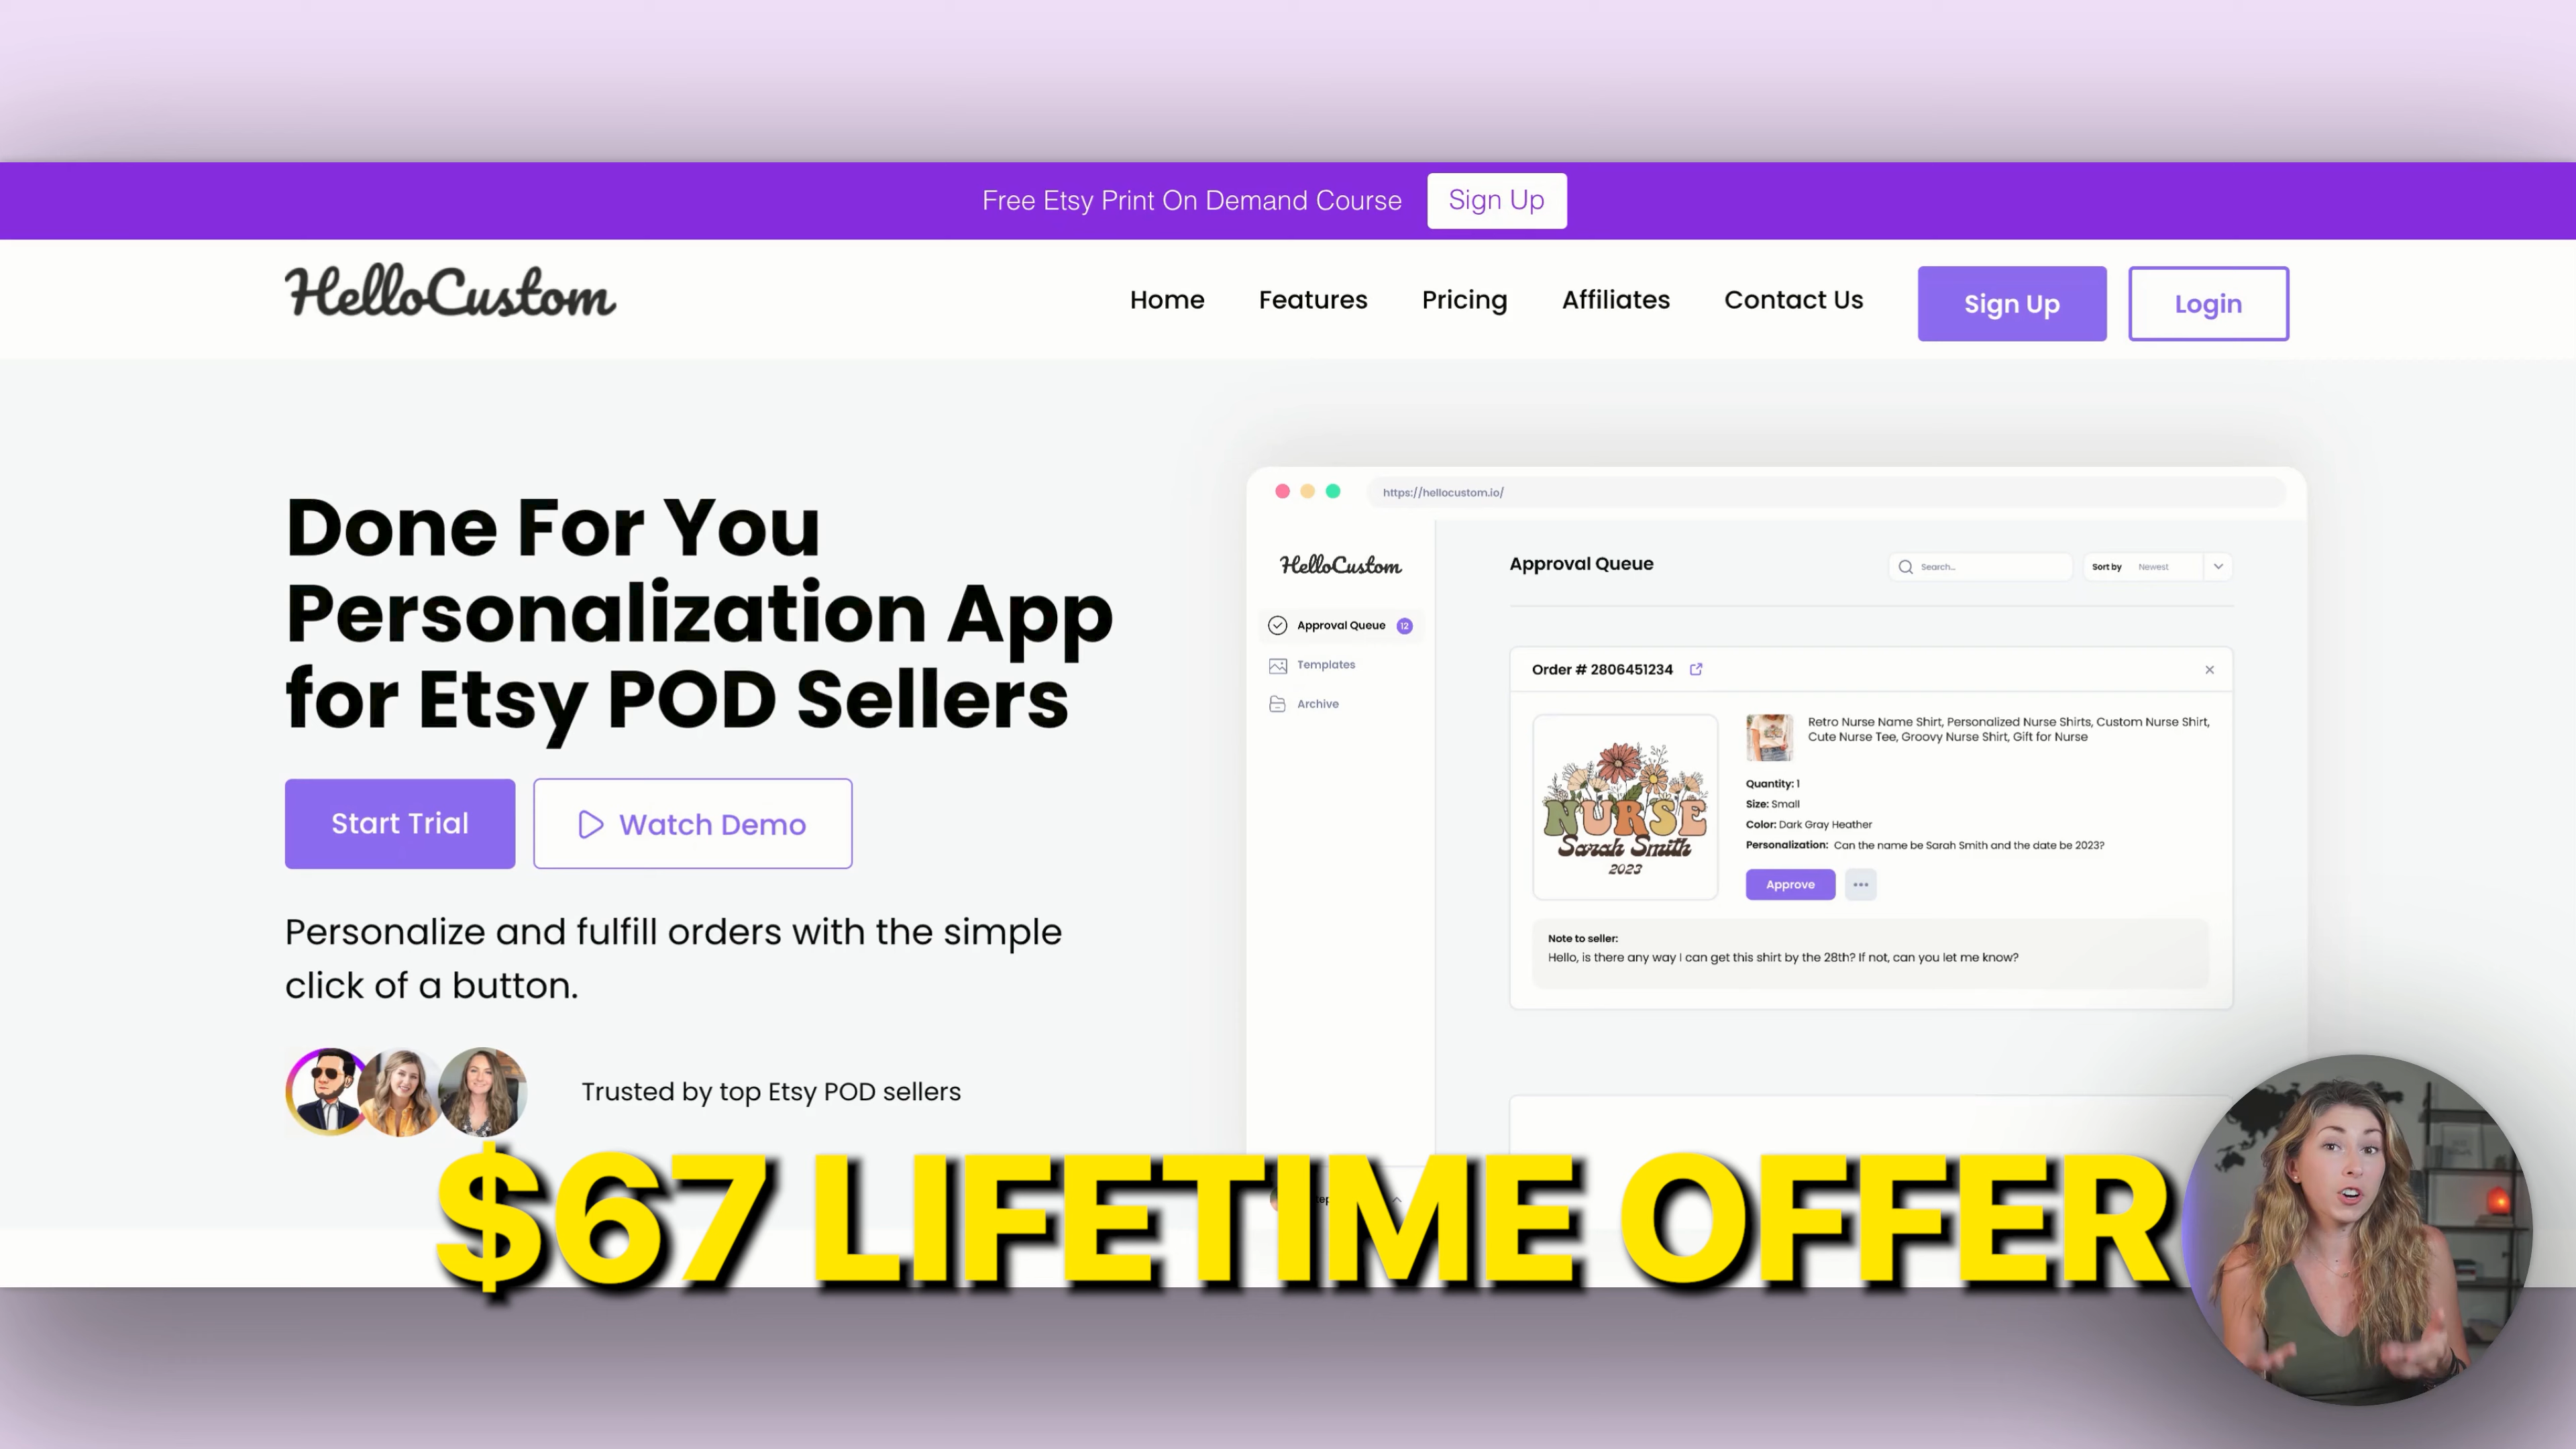 Free Etsy Print On Demand Course
Sign Up
HelloCustom
Home
Features
Pricing
Affiliates
Contact Us
Sign Up
Login
Done For You
Personalization App
for Etsy POD Sellers
Start Trial
Watch Demo
Personalize and fulfill orders with the simple
click of a button.
Trusted by top Etsy POD sellers
https://hellocustom.io/
HelloCustom
Approval Queue 12
Templates
Archive
Approval Queue
Search...
Sort by
Newest
Order # 2806451234
NURSE
Sarah Smith
2023
Retro Nurse Name Shirt, Personalized Nurse Shirts, Custom Nurse Shirt,
Cute Nurse Tee, Groovy Nurse Shirt, Gift for Nurse
Quantity: 1
Size: Small
Color: Dark Gray Heather
Personalization: Can the name be Sarah Smith and the date be 2023?
Approve
Note to seller:
Hello, is there any way I can get this shirt by the 28th? If not, can you let me know?
$67 LIFETIME OFFER